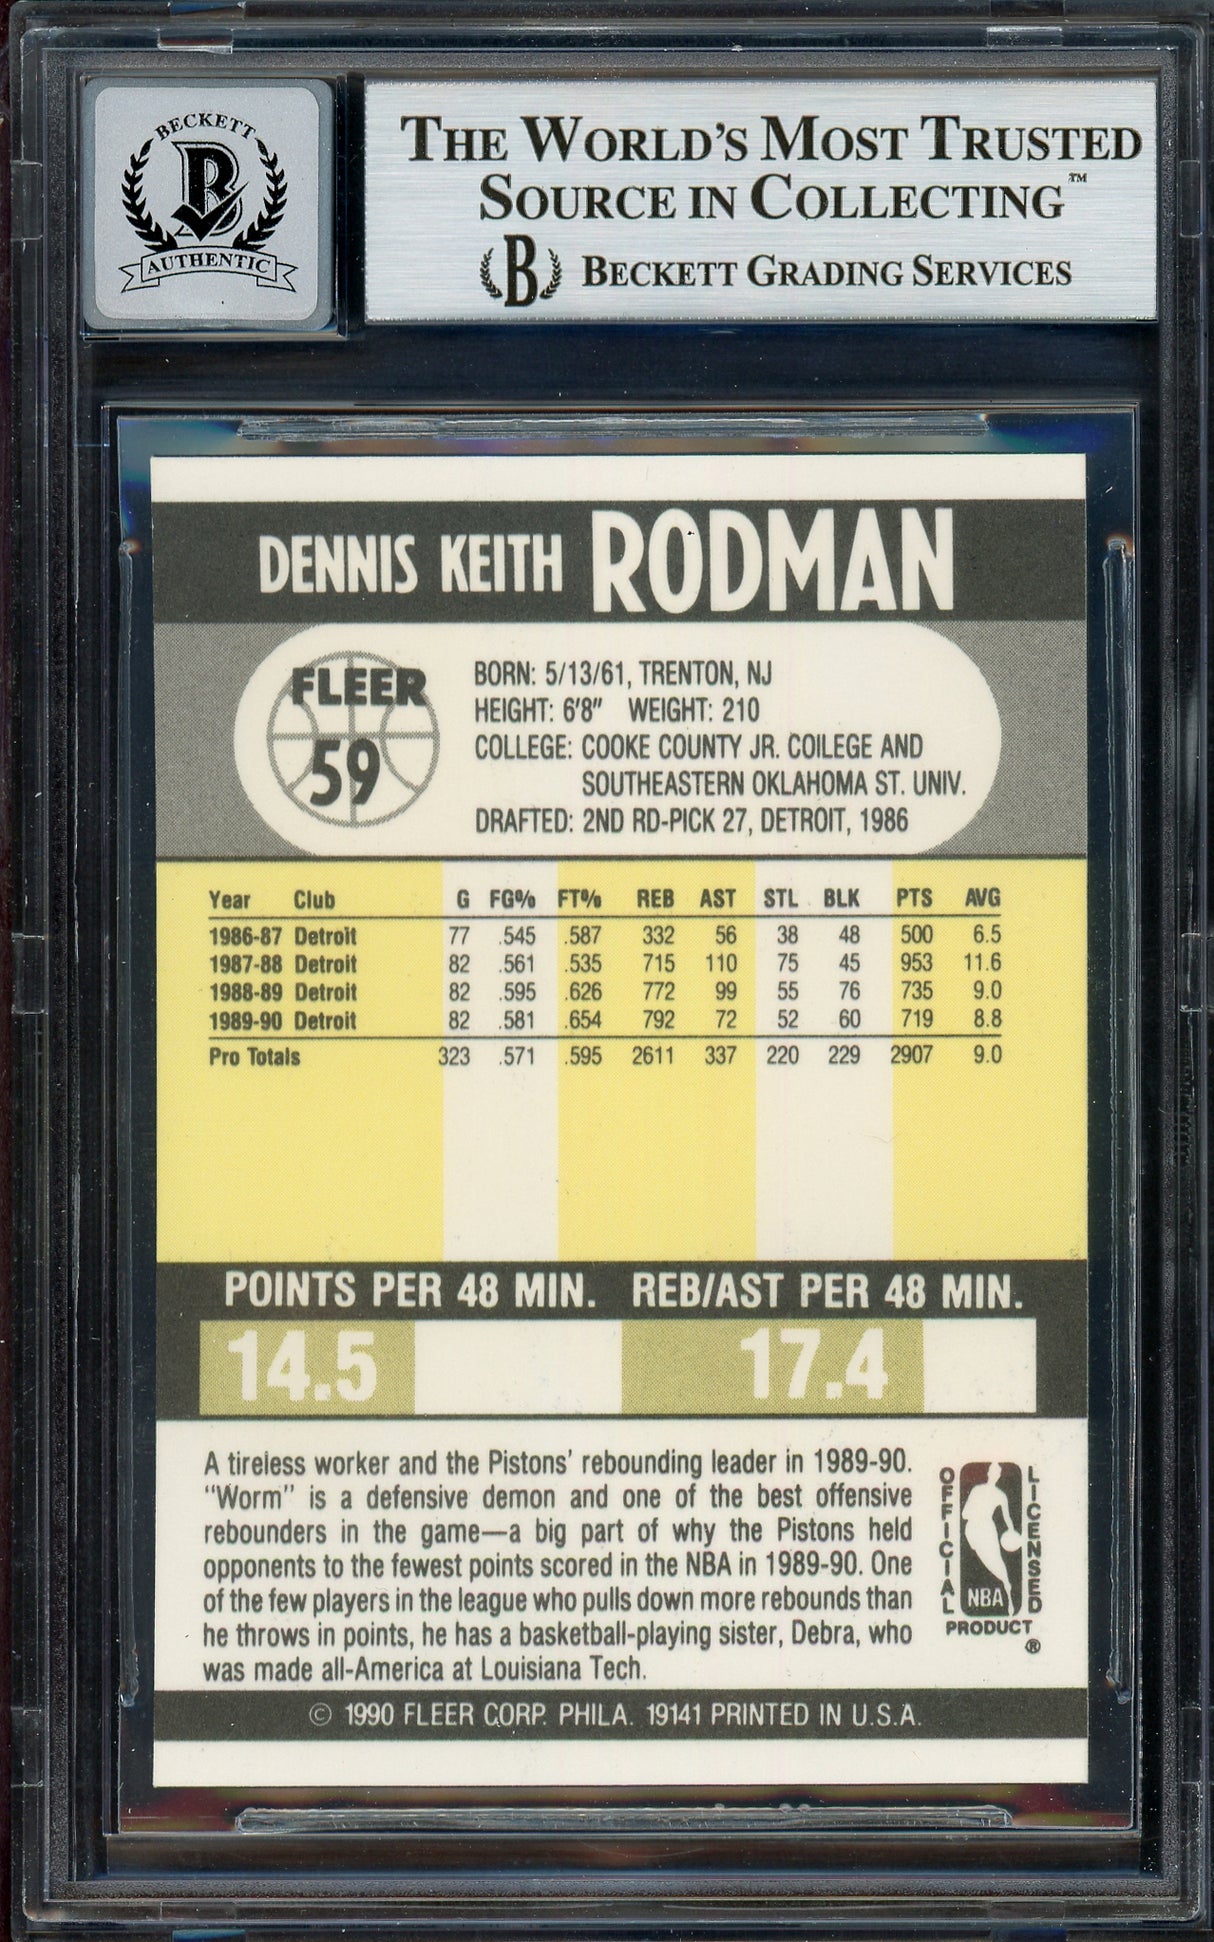 BECKETT
B
AUTHENTIC
THE WORLD'S MOST TRUSTED
SOURCE IN COLLECTING™
B BECKETT GRADING SERVICES
DENNIS KEITH RODMAN
FLEER
59
BORN: 5/13/61, TRENTON, NJ
HEIGHT: 6'8" WEIGHT: 210
COLLEGE: COOKE COUNTY JR. COILEGE AND
SOUTHEASTERN OKLAHOMA ST. UNIV.
DRAFTED: 2ND RD-PICK 27, DETROIT, 1986
Year Club G FG% FT% REB AST STL BLK PTS AVG
1986-87 Detroit 77 .545 .587 332 56 38 48 500 6.5
1987-88 Detroit 82 .561 .535 715 110 75 45 953 11.6
1988-89 Detroit 82 .595 .626 772 99 55 76 735 9.0
1989-90 Detroit 82 .581 .654 792 72 52 60 719 8.8
Pro Totals 323 .571 .595 2611 337 220 229 2907 9.0
POINTS PER 48 MIN. REB/AST PER 48 MIN.
14.5 17.4
A tireless worker and the Pistons' rebounding leader in 1989-90.
"Worm" is a defensive demon and one of the best offensive
rebounders in the game—a big part of why the Pistons held
opponents to the fewest points scored in the NBA in 1989-90. One
of the few players in the league who pulls down more rebounds than
he throws in points, he has a basketball-playing sister, Debra, who
was made all-America at Louisiana Tech.
OFFICIAL
LICENSED
NBA
PRODUCT
®
© 1990 FLEER CORP. PHILA. 19141 PRINTED IN U.S.A.